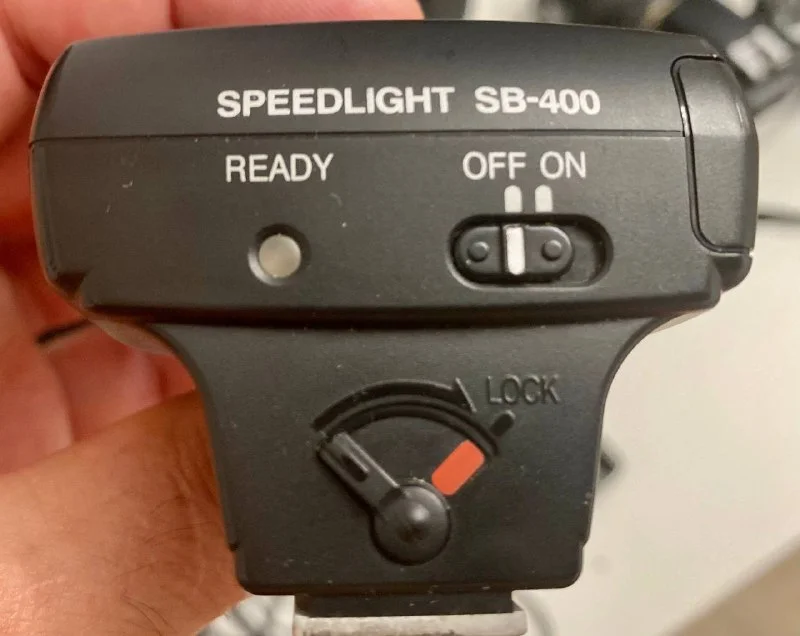 SPEEDLIGHT SB-400
READY
OFF ON
LOCK